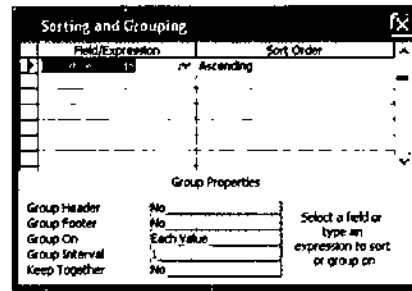 Sorting and Grouping
Field/Expression Sort Order
Ascending
Group Properties
Group Header No
Group Footer No
Group On Each Value
Group Interval 1
Keep Together No
Select a field or
type an
expression to sort
or group on